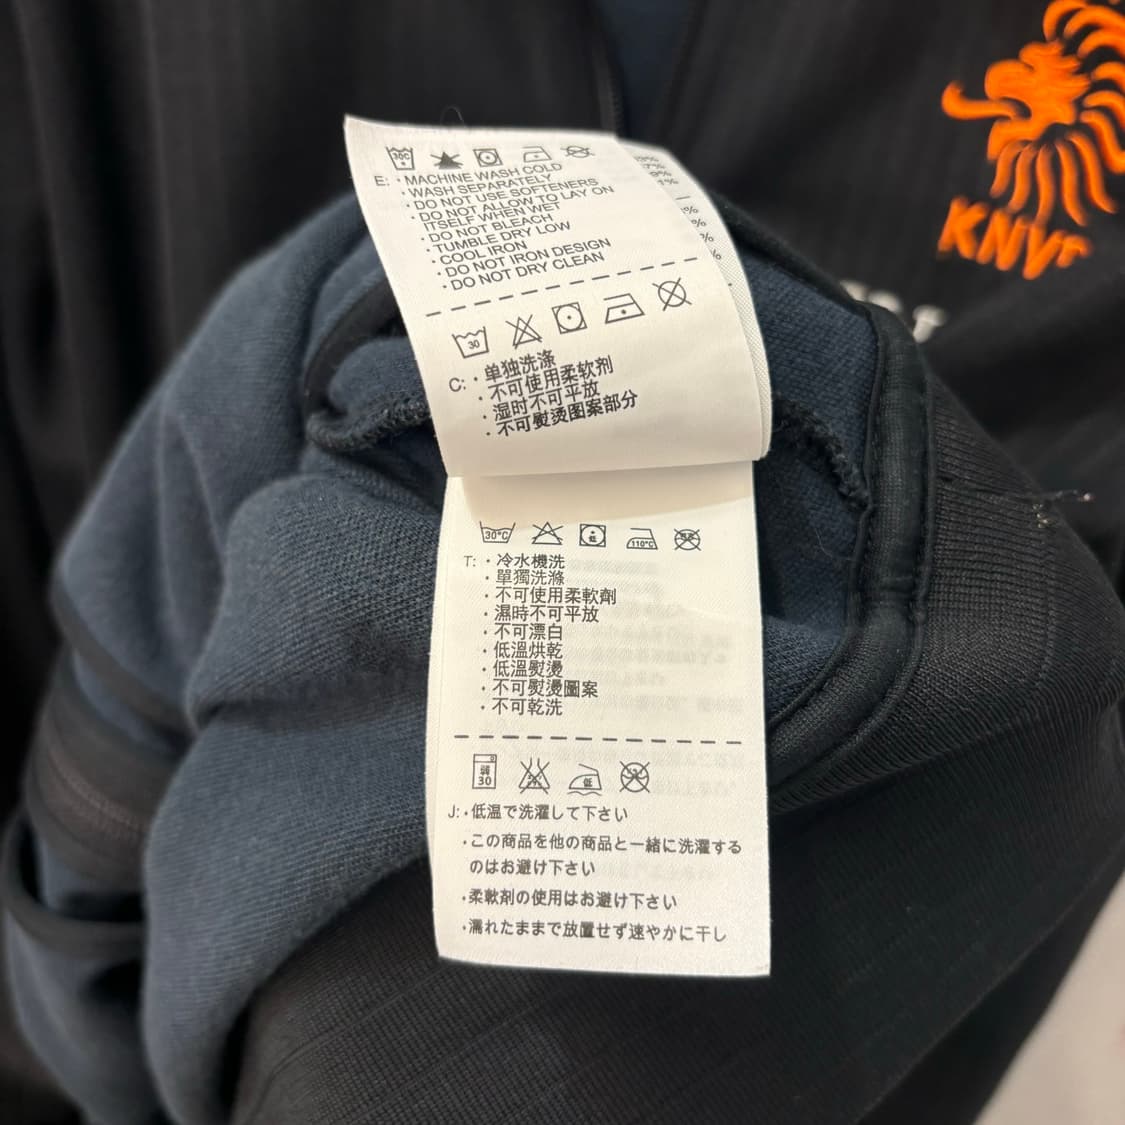 30C
E: · MACHINE WASH COLD
· WASH SEPARATELY
· DO NOT USE SOFTENERS
· DO NOT ALLOW TO LAY ON
ITSELF WHEN WET
· DO NOT BLEACH
· TUMBLE DRY LOW
· COOL IRON
· DO NOT IRON DESIGN
· DO NOT DRY CLEAN
30
C: · 单独洗涤
· 不可使用柔软剂
· 湿时不可平放
· 不可熨烫图案部分
30°C 低 110°C
T: · 冷水機洗
· 單獨洗滌
· 不可使用柔軟劑
· 濕時不可平放
· 不可漂白
· 低溫烘乾
· 低溫熨燙
· 不可熨燙圖案
· 不可乾洗
弱 30 低
J: · 低温で洗濯して下さい
· この商品を他の商品と一緒に洗濯する
のはお避け下さい
· 柔軟剤の使用はお避け下さい
· 濡れたままで放置せず速やかに干し
KNVB